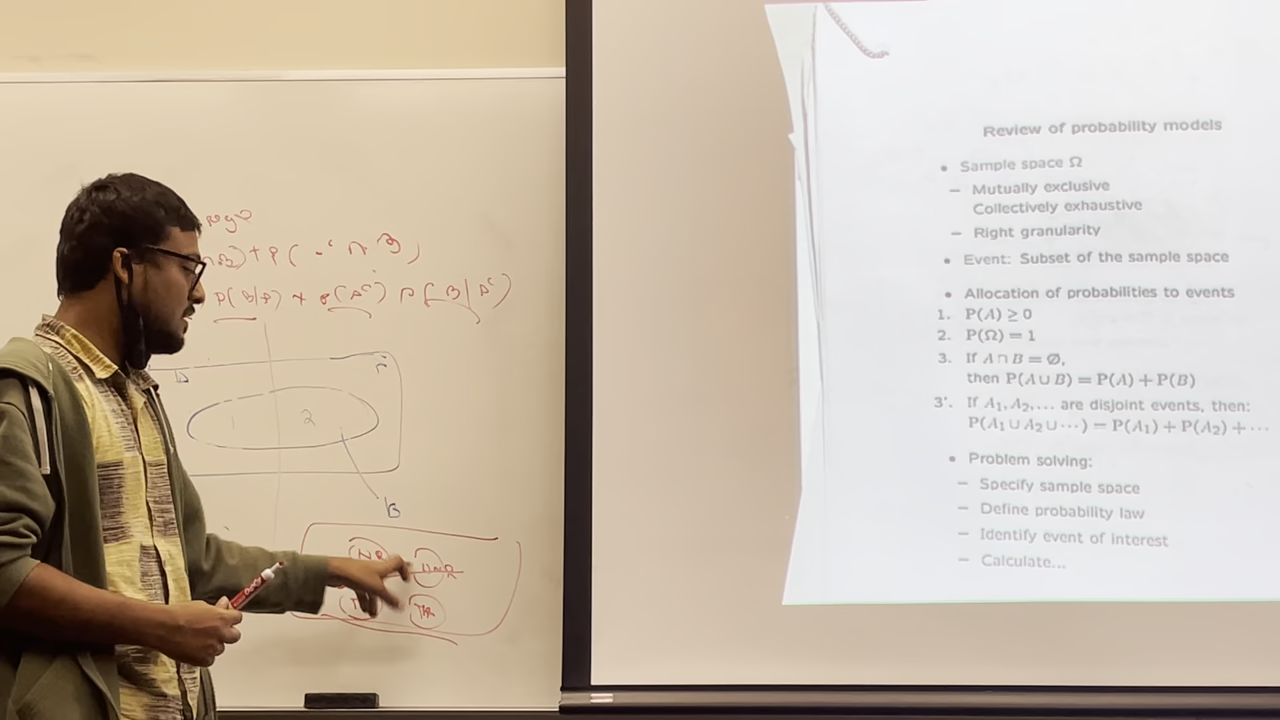 P(B|A) + P(A^c) P(B|A^c)
2
B
Review of probability models
• Sample space Ω
– Mutually exclusive
Collectively exhaustive
– Right granularity
• Event: Subset of the sample space
• Allocation of probabilities to events
1. P(A) ≥ 0
2. P(Ω) = 1
3. If A ∩ B = Ø,
then P(A ∪ B) = P(A) + P(B)
3'. If A₁, A₂, ... are disjoint events, then:
P(A₁ ∪ A₂ ∪ ···) = P(A₁) + P(A₂) + ···
• Problem solving:
– Specify sample space
– Define probability law
– Identify event of interest
– Calculate...